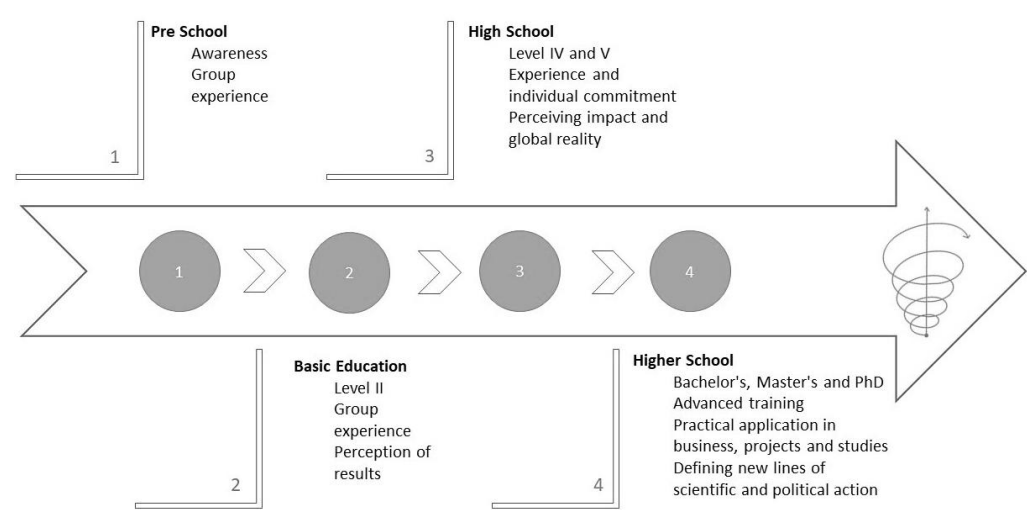 Pre School
Awareness
Group
experience
1
High School
Level IV and V
Experience and
individual commitment
Perceiving impact and
global reality
3
1
2
3
4
Basic Education
Level II
Group
experience
Perception of
results
2
Higher School
Bachelor's, Master's and PhD
Advanced training
Practical application in
business, projects and studies
Defining new lines of
scientific and political action
4